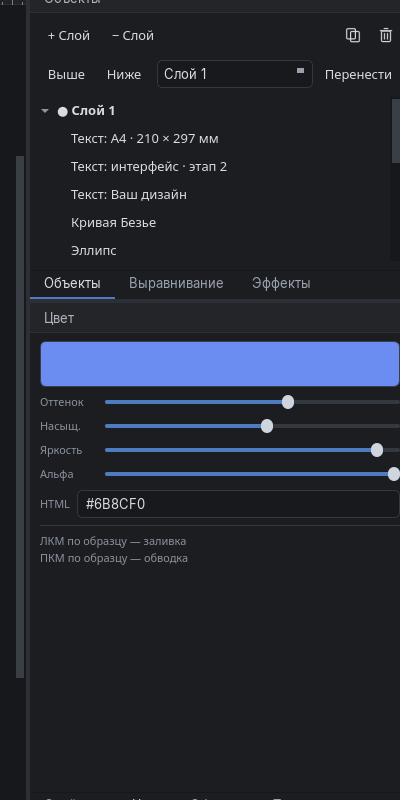 Объекты
+ Слой − Слой
Выше Ниже Слой 1 Перенести
Слой 1
Текст: A4 · 210 × 297 мм
Текст: интерфейс · этап 2
Текст: Ваш дизайн
Кривая Безье
Эллипс
Объекты Выравнивание Эффекты
Цвет
Оттенок
Насыщ.
Яркость
Альфа
HTML #6B8CF0
ЛКМ по образцу — заливка
ПКМ по образцу — обводка